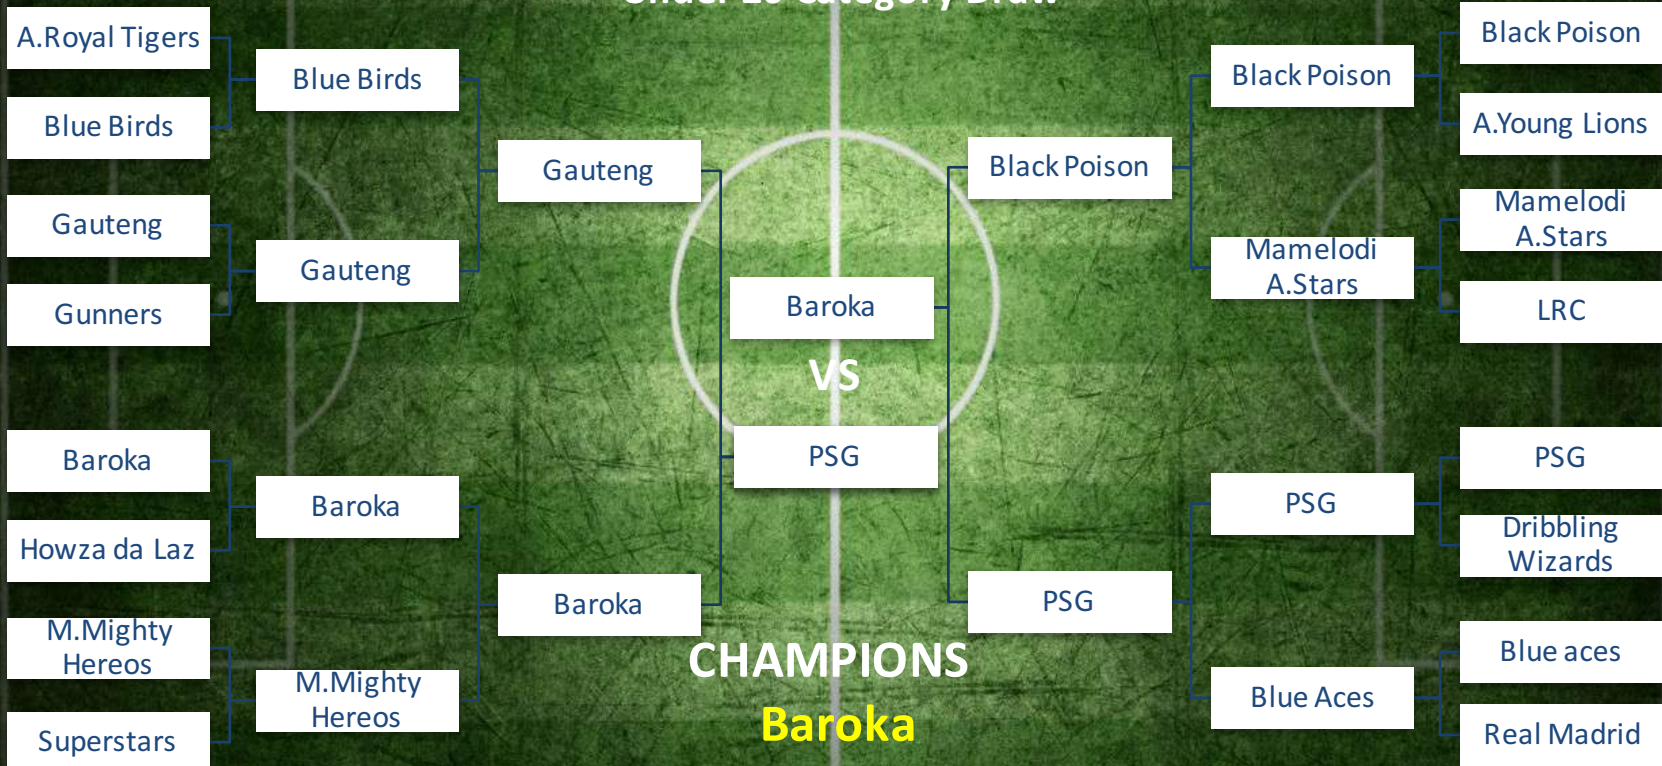 A.Royal Tigers
Blue Birds
Gauteng
Gunners
Baroka
Howza da Laz
M.Mighty
Hereos
Superstars
Blue Birds
Gauteng
Baroka
M.Mighty
Hereos
Gauteng
Baroka
Baroka
VS
PSG
CHAMPIONS
Baroka
Black Poison
PSG
Black Poison
Mamelodi
A.Stars
PSG
Blue Aces
Black Poison
A.Young Lions
Mamelodi
A.Stars
LRC
PSG
Dribbling
Wizards
Blue aces
Real Madrid